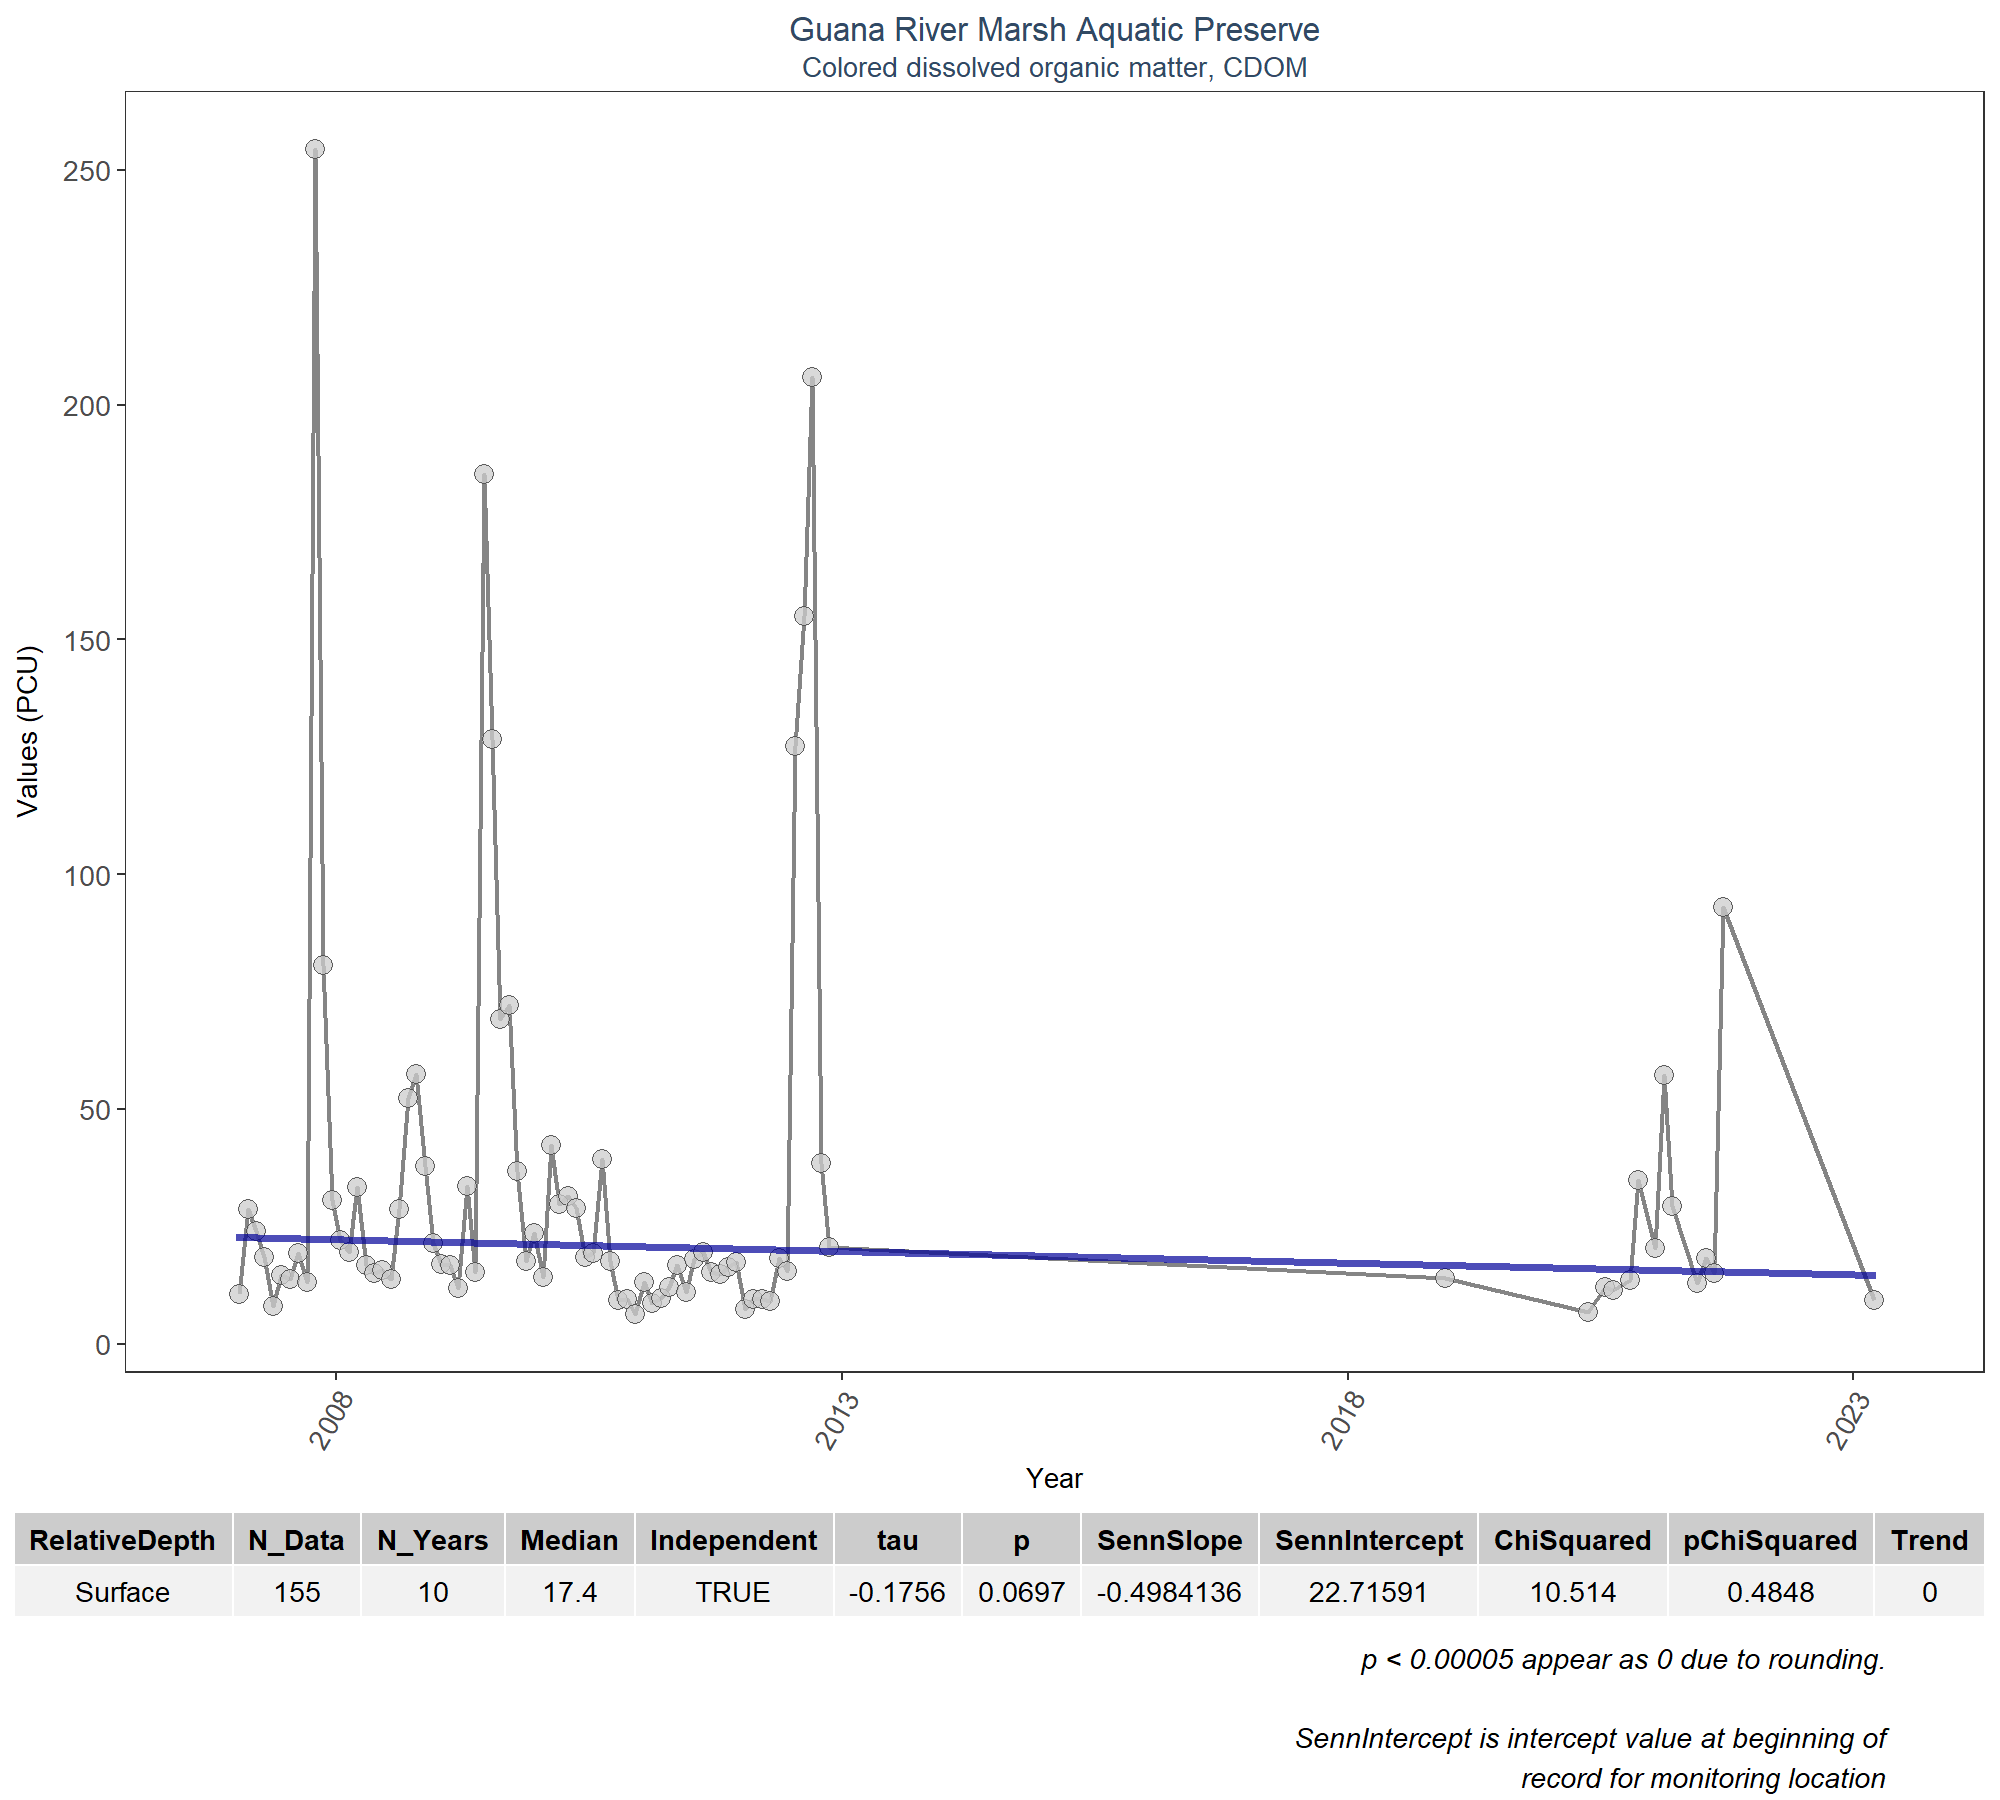 Guana River Marsh Aquatic Preserve
Colored dissolved organic matter, CDOM
Values (PCU)
250
200
150
100
50
0
2008
2013
2018
2023
Year
RelativeDepth N_Data N_Years Median Independent tau p SennSlope SennIntercept ChiSquared pChiSquared Trend
Surface 155 10 17.4 TRUE -0.1756 0.0697 -0.4984136 22.71591 10.514 0.4848 0
p < 0.00005 appear as 0 due to rounding.
SennIntercept is intercept value at beginning of
record for monitoring location